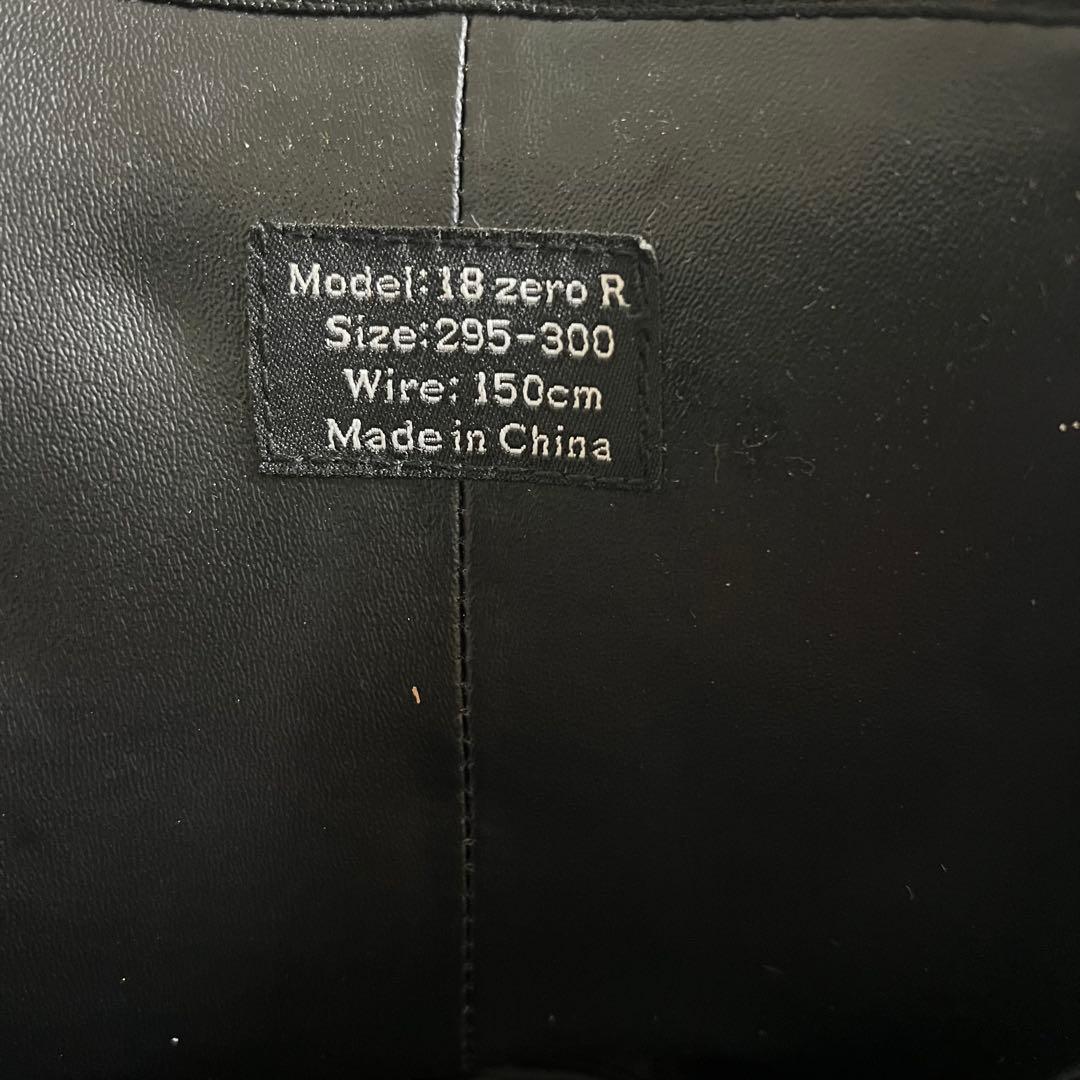 Model: 18 zero R
Size: 295-300
Wire: 150cm
Made in China